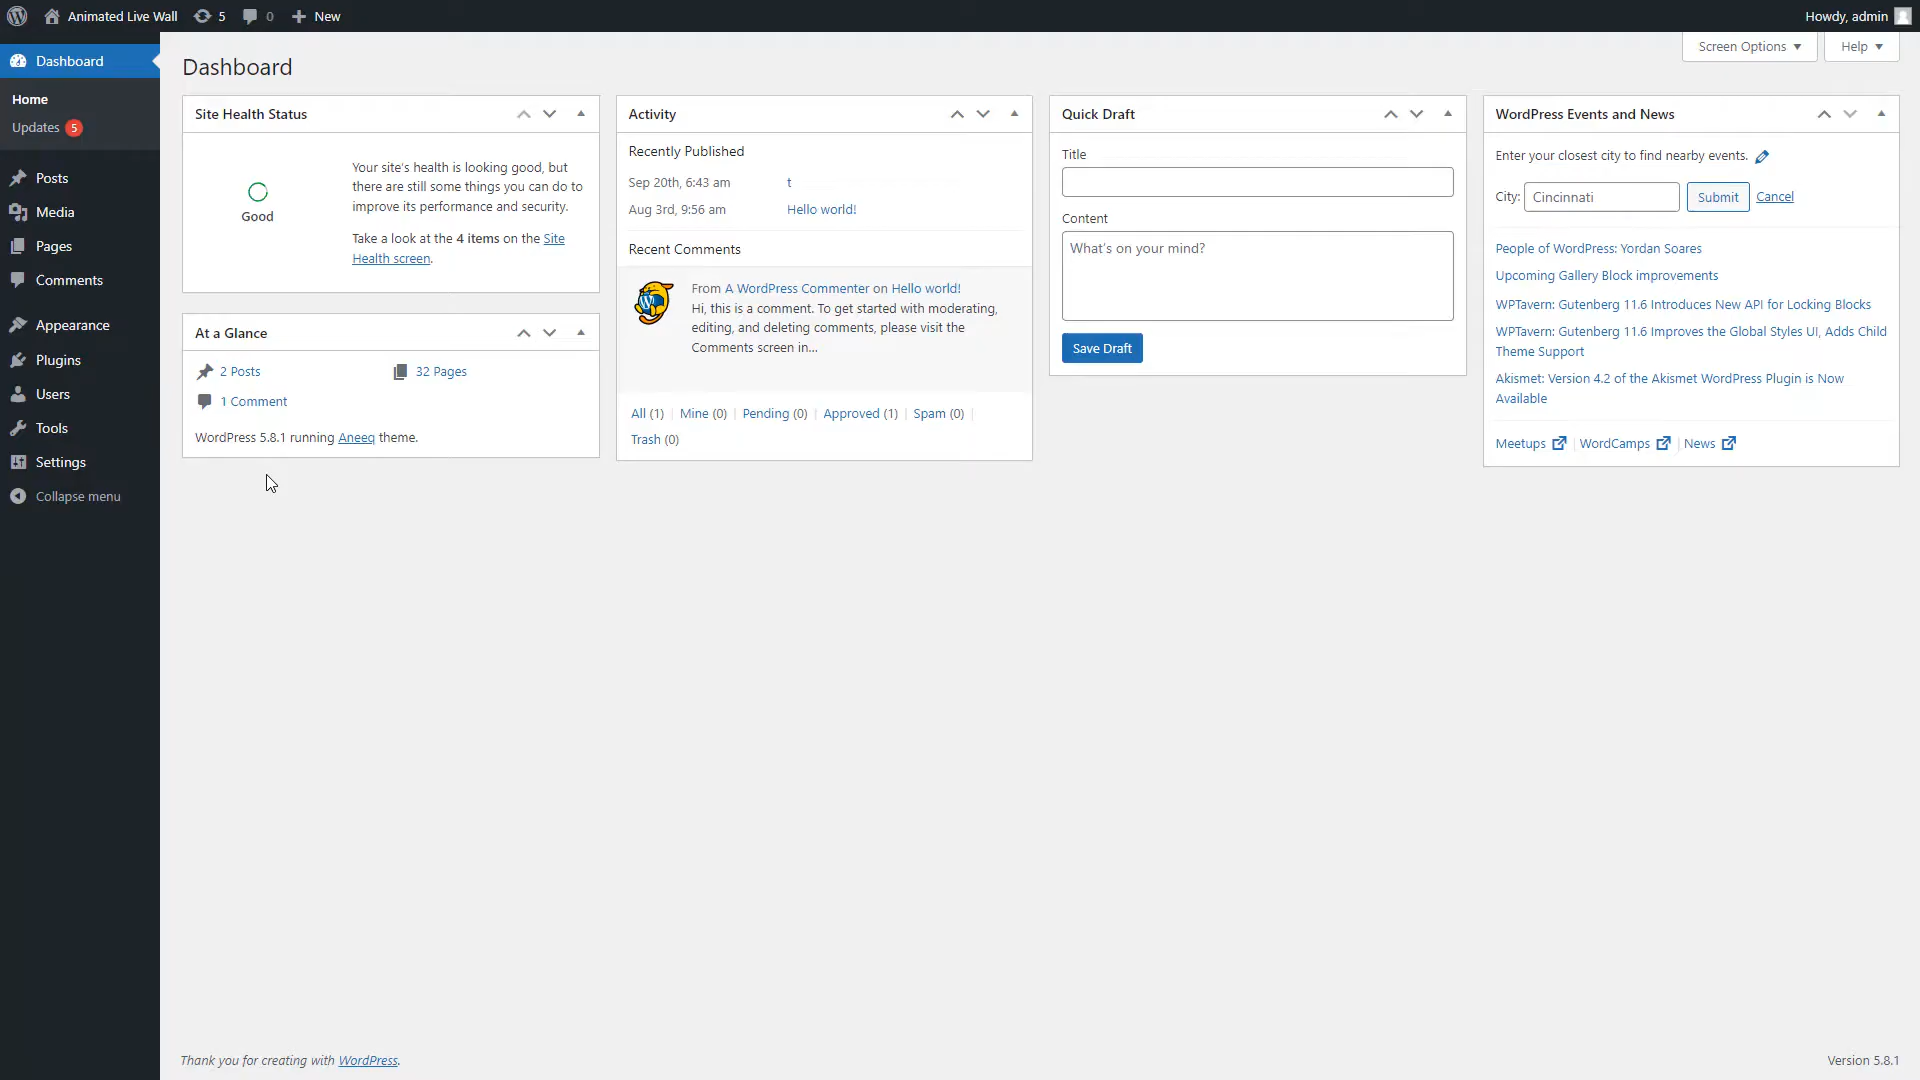 Animated Live Wall 5 0 New Howdy, admin
Screen Options Help
Dashboard
Home
Updates 5
Posts
Media
Pages
Comments
Appearance
Plugins
Users
Tools
Settings
Collapse menu
Dashboard
Site Health Status
Good
Your site's health is looking good, but
there are still some things you can do to
improve its performance and security.
Take a look at the 4 items on the Site
Health screen.
At a Glance
2 Posts 32 Pages
1 Comment
WordPress 5.8.1 running Aneeq theme.
Activity
Recently Published
Sep 20th, 6:43 am t
Aug 3rd, 9:56 am Hello world!
Recent Comments
From A WordPress Commenter on Hello world!
Hi, this is a comment. To get started with moderating,
editing, and deleting comments, please visit the
Comments screen in...
All (1) | Mine (0) | Pending (0) | Approved (1) | Spam (0) |
Trash (0)
Quick Draft
Title
Content
What's on your mind?
Save Draft
WordPress Events and News
Enter your closest city to find nearby events.
City: Cincinnati Submit Cancel
People of WordPress: Yordan Soares
Upcoming Gallery Block improvements
WPTavern: Gutenberg 11.6 Introduces New API for Locking Blocks
WPTavern: Gutenberg 11.6 Improves the Global Styles UI, Adds Child
Theme Support
Akismet: Version 4.2 of the Akismet WordPress Plugin is Now
Available
Meetups | WordCamps | News
Thank you for creating with WordPress.
Version 5.8.1